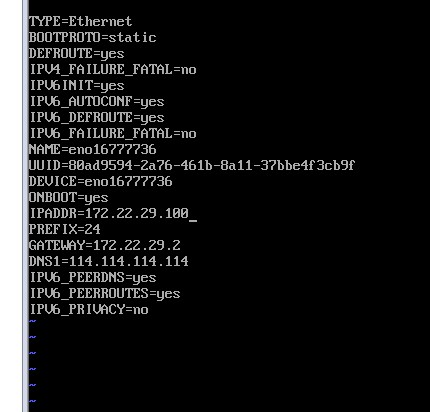 TYPE=Ethernet
BOOTPROTO=static
DEFROUTE=yes
IPV4_FAILURE_FATAL=no
IPV6INIT=yes
IPV6_AUTOCONF=yes
IPV6_DEFROUTE=yes
IPV6_FAILURE_FATAL=no
NAME=eno16777736
UUID=80ad9594-2a76-461b-8a11-37bbe4f3cb9f
DEVICE=eno16777736
ONBOOT=yes
IPADDR=172.22.29.100_
PREFIX=24
GATEWAY=172.22.29.2
DNS1=114.114.114.114
IPV6_PEERDNS=yes
IPV6_PEERROUTES=yes
IPV6_PRIVACY=no
~
~
~
~
~
~